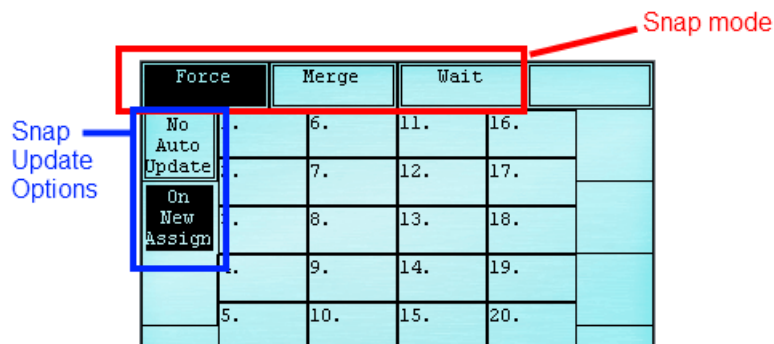 Snap mode
Force Merge Wait
Snap
Update
Options
No
Auto
Update
On
New
Assign
. 6. 11. 16.
. 7. 12. 17.
. 8. 13. 18.
. 9. 14. 19.
5. 10. 15. 20.